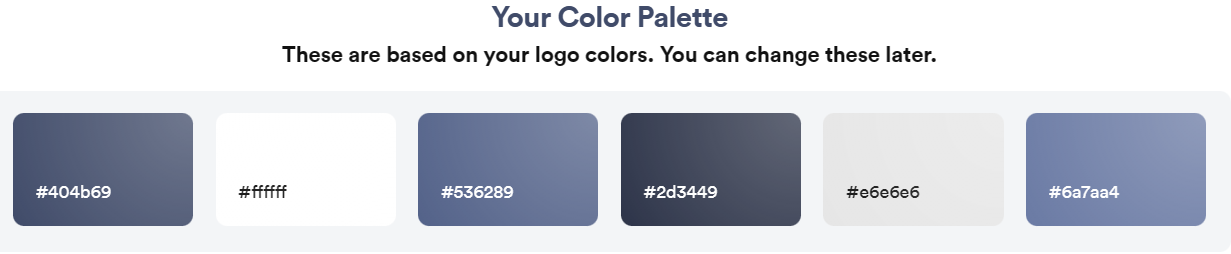 Your Color Palette
These are based on your logo colors. You can change these later.
#404b69
#ffffff
#536289
#2d3449
#e6e6e6
#6a7aa4